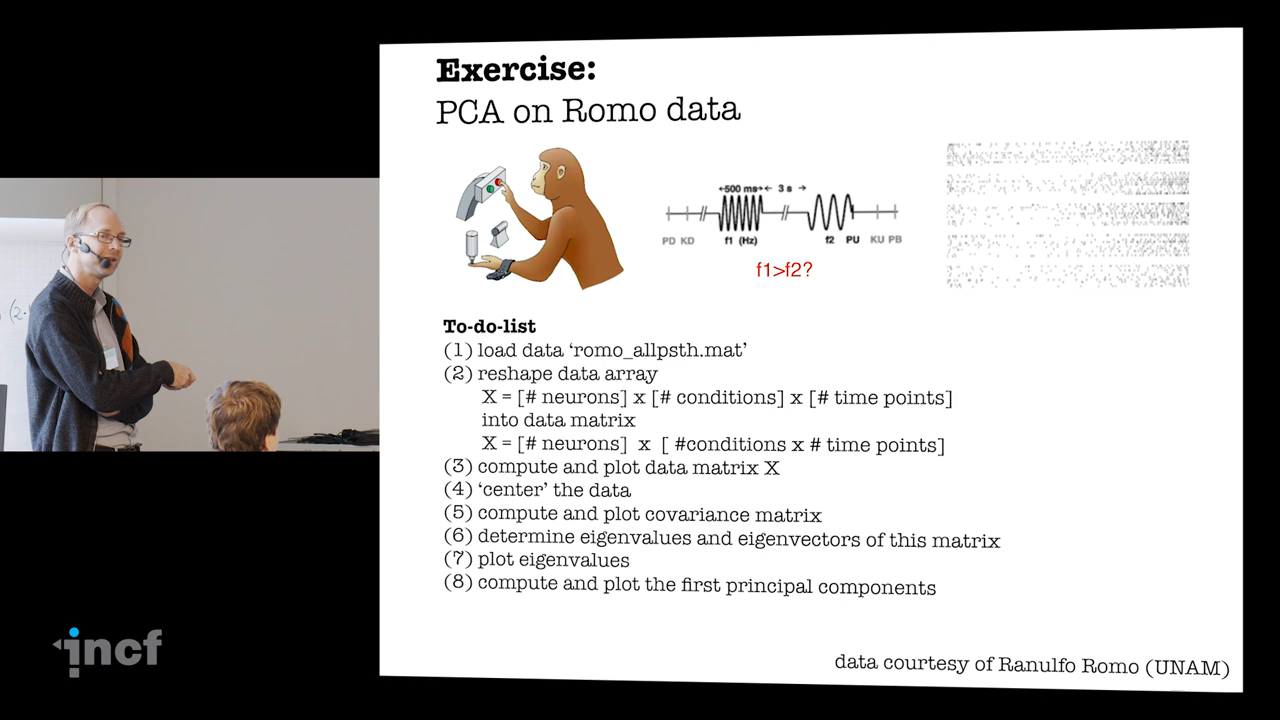 Exercise:
PCA on Romo data
500 ms 3 s
PD KD f1 (Hz) f2 PU KU PB
f1>f2?
To-do-list
(1) load data ‘romo_allpsth.mat’
(2) reshape data array
X = [# neurons] x [# conditions] x [# time points]
into data matrix
X = [# neurons] x [ #conditions x # time points]
(3) compute and plot data matrix X
(4) ‘center’ the data
(5) compute and plot covariance matrix
(6) determine eigenvalues and eigenvectors of this matrix
(7) plot eigenvalues
(8) compute and plot the first principal components
data courtesy of Ranulfo Romo (UNAM)
incf